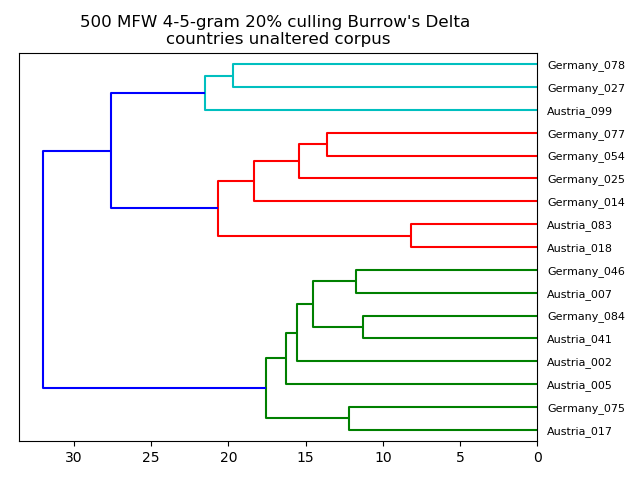 500 MFW 4-5-gram 20% culling Burrow's Delta
countries unaltered corpus
Germany_078
Germany_027
Austria_099
Germany_077
Germany_054
Germany_025
Germany_014
Austria_083
Austria_018
Germany_046
Austria_007
Germany_084
Austria_041
Austria_002
Austria_005
Germany_075
Austria_017
30 25 20 15 10 5 0